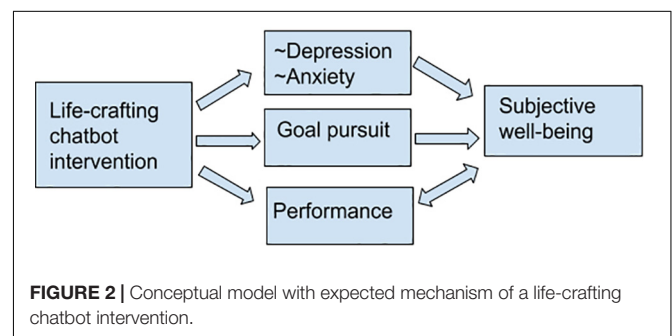 Life-crafting
chatbot
intervention
~Depression
~Anxiety
Goal pursuit
Performance
Subjective
well-being
FIGURE 2 | Conceptual model with expected mechanism of a life-crafting
chatbot intervention.